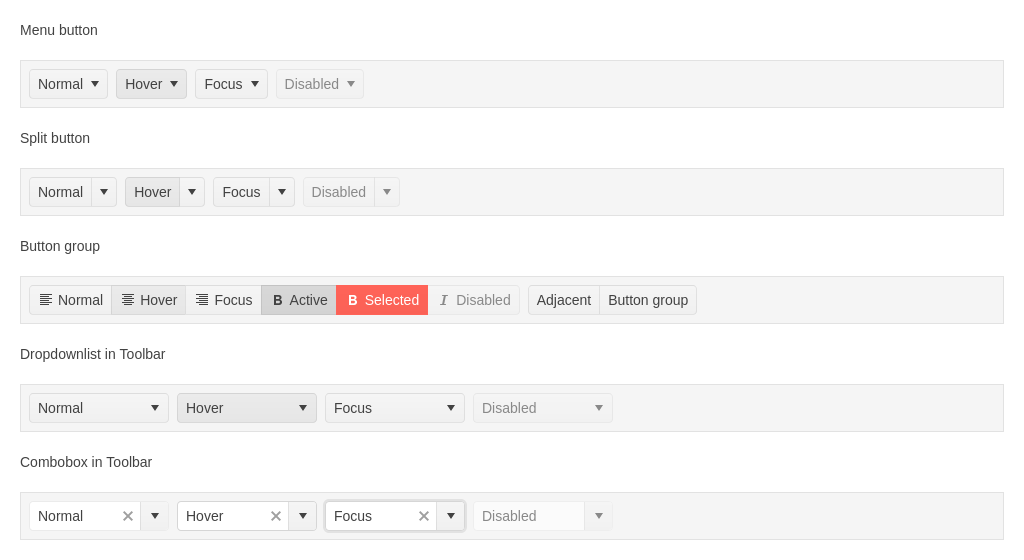 Menu button
Normal Hover Focus Disabled
Split button
Normal Hover Focus Disabled
Button group
Normal Hover Focus B Active B Selected I Disabled Adjacent Button group
Dropdownlist in Toolbar
Normal Hover Focus Disabled
Combobox in Toolbar
Normal Hover Focus Disabled